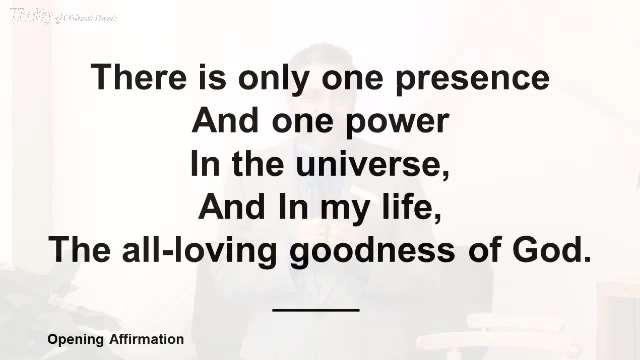 There is only one presence
And one power
In the universe,
And In my life,
The all-loving goodness of God.
Opening Affirmation